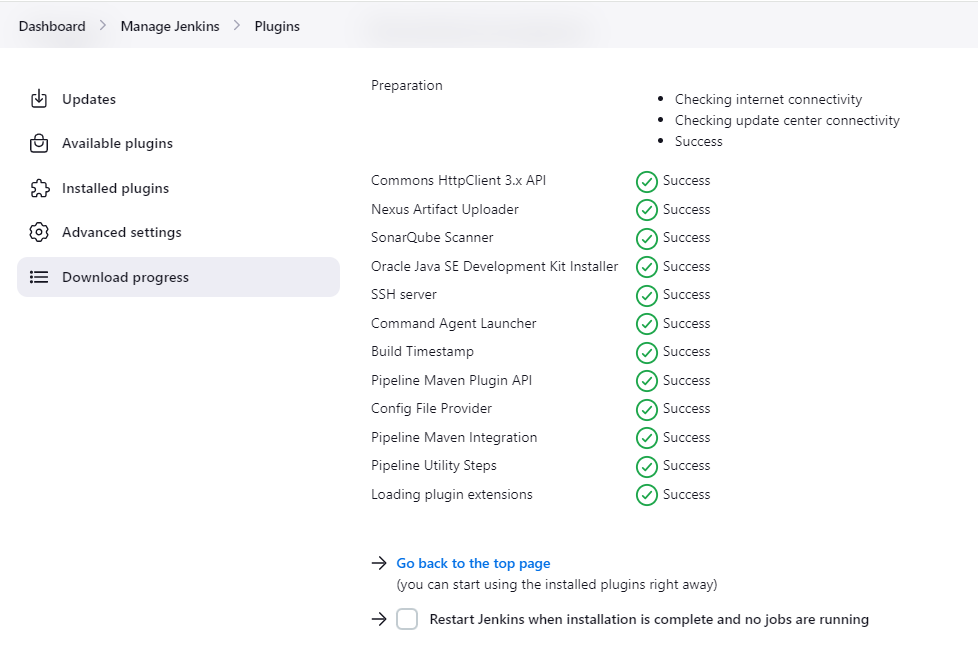 Dashboard > Manage Jenkins > Plugins
Updates
Available plugins
Installed plugins
Advanced settings
Download progress
Preparation
• Checking internet connectivity
• Checking update center connectivity
• Success
Commons HttpClient 3.x API Success
Nexus Artifact Uploader Success
SonarQube Scanner Success
Oracle Java SE Development Kit Installer Success
SSH server Success
Command Agent Launcher Success
Build Timestamp Success
Pipeline Maven Plugin API Success
Config File Provider Success
Pipeline Maven Integration Success
Pipeline Utility Steps Success
Loading plugin extensions Success
→ Go back to the top page
(you can start using the installed plugins right away)
→ Restart Jenkins when installation is complete and no jobs are running